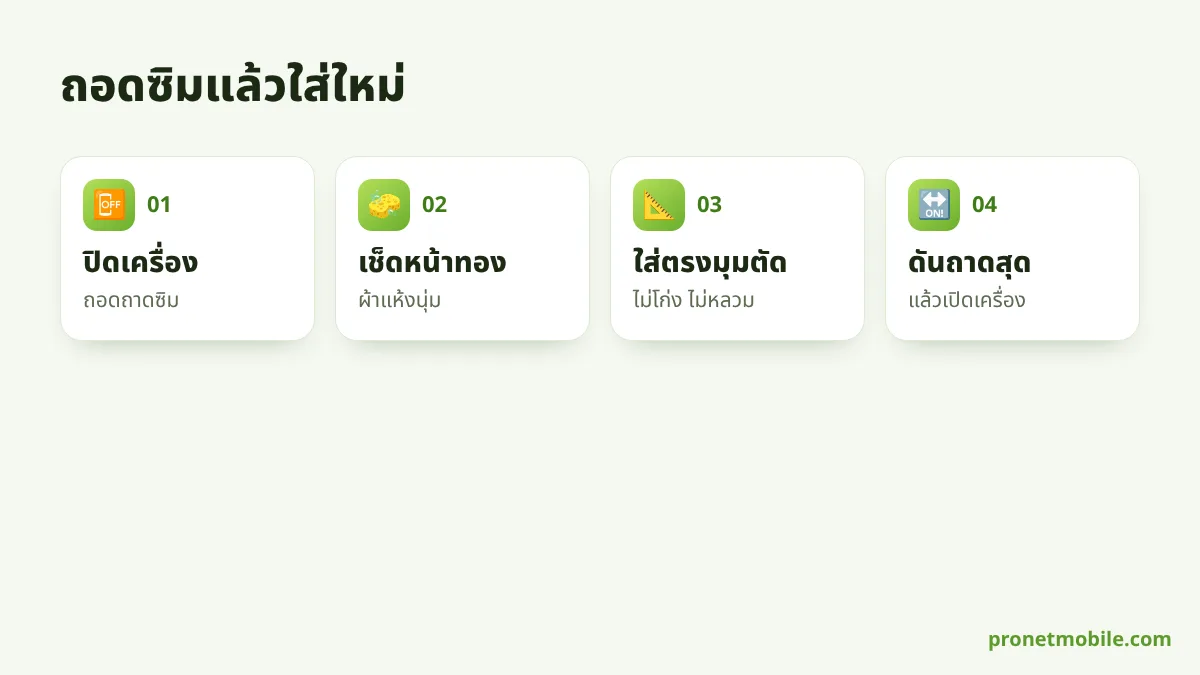 ถอดซิมแล้วใส่ใหม่
OFF
01
ปิดเครื่อง
ถอดถาดซิม
02
เช็ดหน้าทอง
ผ้าแห้งนุ่ม
03
ใส่ตรงมุมตัด
ไม่โก่ง ไม่หลวม
ON!
04
ดันถาดสุด
แล้วเปิดเครื่อง
pronetmobile.com